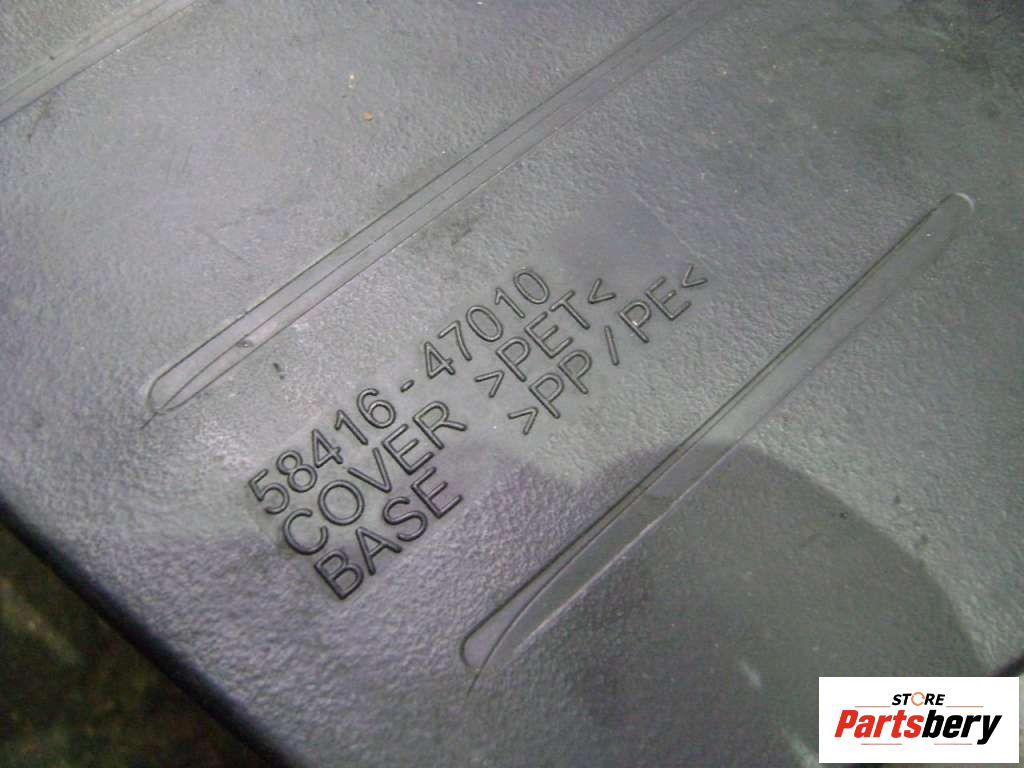 58416-47010
COVER >PET<
BASE >PP/PE<
STORE
Partsbery